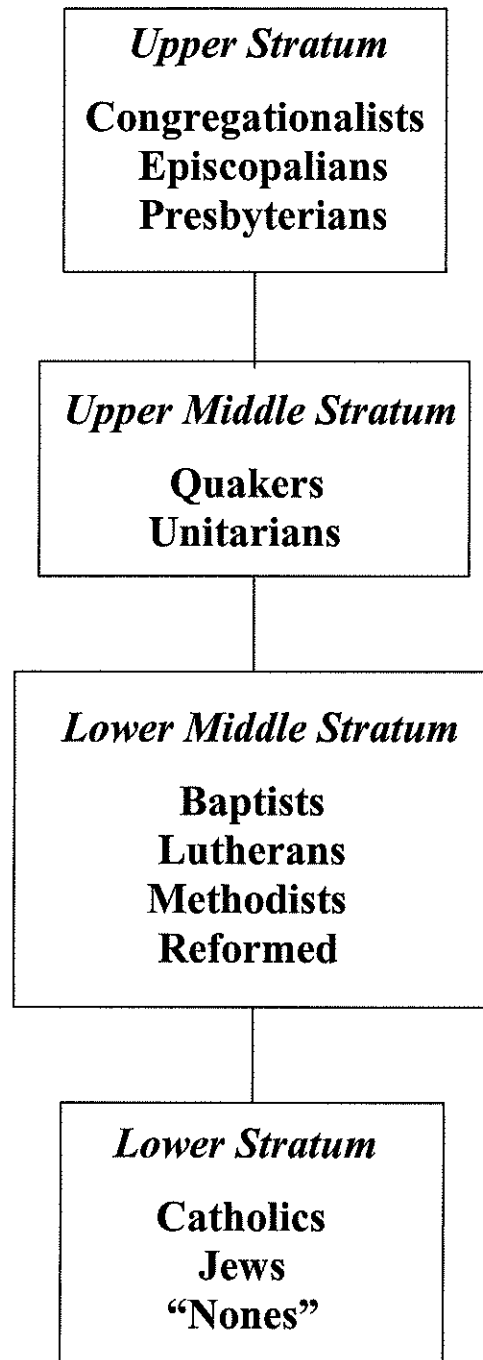 Upper Stratum
Congregationalists
Episcopalians
Presbyterians
Upper Middle Stratum
Quakers
Unitarians
Lower Middle Stratum
Baptists
Lutherans
Methodists
Reformed
Lower Stratum
Catholics
Jews
“Nones”